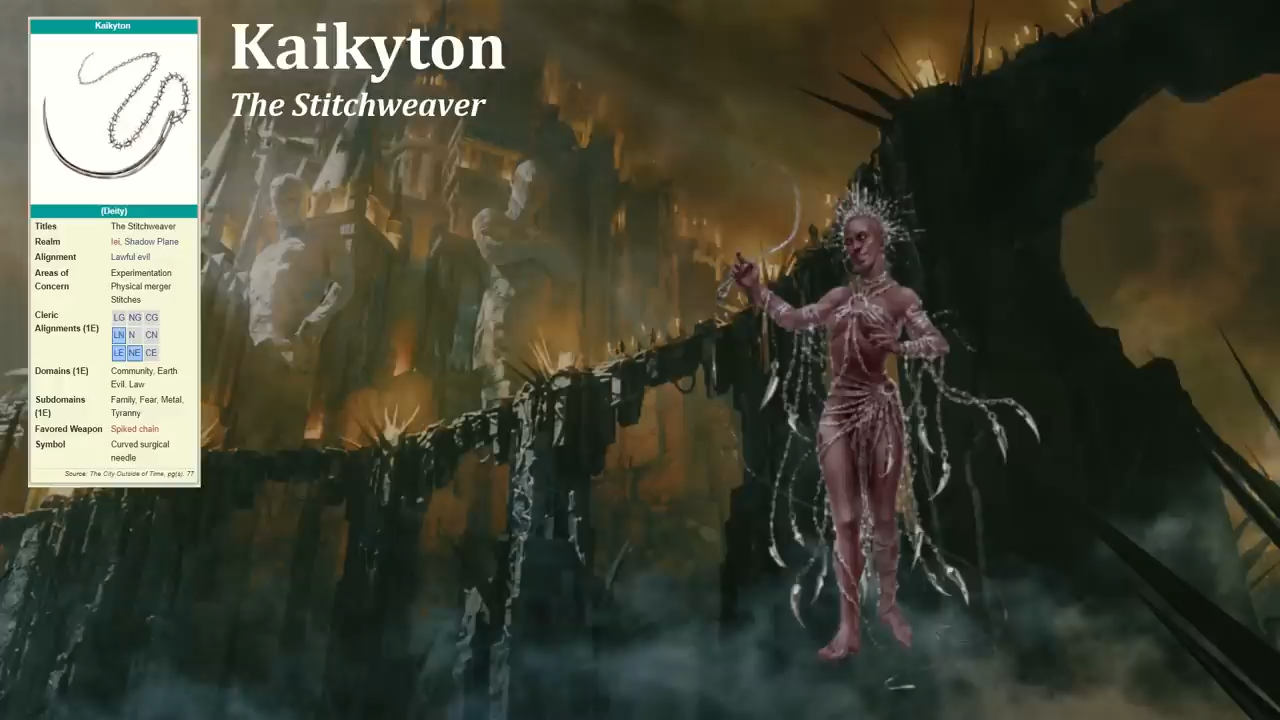 Kaikyton
Kaikyton
The Stitchweaver
(Deity)
Titles The Stitchweaver
Realm Iei, Shadow Plane
Alignment Lawful evil
Areas of Experimentation
Concern Physical merger
Stitches
Cleric LG NG CG
Alignments (1E) LN N CN
LE NE CE
Domains (1E) Community, Earth
Evil, Law
Subdomains Family, Fear, Metal,
(1E) Tyranny
Favored Weapon Spiked chain
Symbol Curved surgical
needle
Source: The City Outside of Time, pg(s). 77